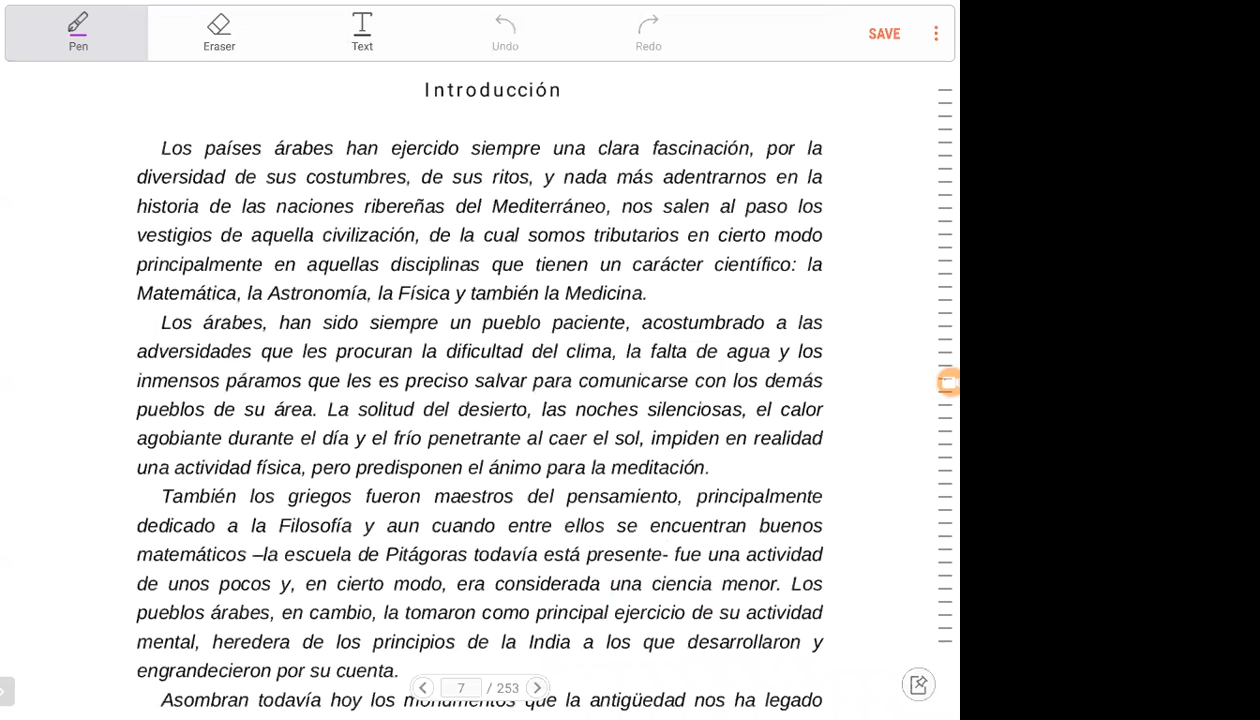 Pen
Eraser
Text
Undo
Redo
SAVE
Introducción
Los países árabes han ejercido siempre una clara fascinación, por la
diversidad de sus costumbres, de sus ritos, y nada más adentrarnos en la
historia de las naciones ribereñas del Mediterráneo, nos salen al paso los
vestigios de aquella civilización, de la cual somos tributarios en cierto modo
principalmente en aquellas disciplinas que tienen un carácter científico: la
Matemática, la Astronomía, la Física y también la Medicina.
Los árabes, han sido siempre un pueblo paciente, acostumbrado a las
adversidades que les procuran la dificultad del clima, la falta de agua y los
inmensos páramos que les es preciso salvar para comunicarse con los demás
pueblos de su área. La solitud del desierto, las noches silenciosas, el calor
agobiante durante el día y el frío penetrante al caer el sol, impiden en realidad
una actividad física, pero predisponen el ánimo para la meditación.
También los griegos fueron maestros del pensamiento, principalmente
dedicado a la Filosofía y aun cuando entre ellos se encuentran buenos
matemáticos –la escuela de Pitágoras todavía está presente- fue una actividad
de unos pocos y, en cierto modo, era considerada una ciencia menor. Los
pueblos árabes, en cambio, la tomaron como principal ejercicio de su actividad
mental, heredera de los principios de la India a los que desarrollaron y
engrandecieron por su cuenta.
Asombran todavía hoy los monumentos que la antigüedad nos ha legado
7 / 253